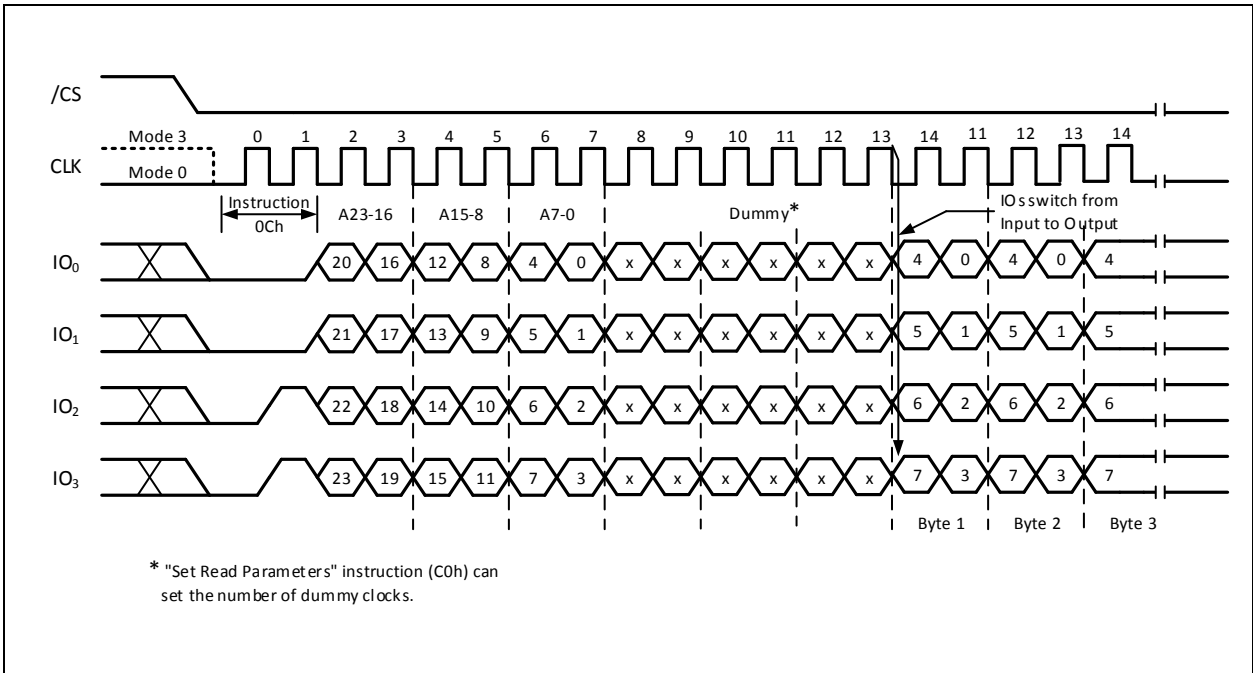 /CS
Mode 3 0 1 2 3 4 5 6 7 8 9 10 11 12 13 14 11 12 13 14
CLK
Mode 0
Instruction A23-16 A15-8 A7-0 Dummy* IOs switch from
0Ch Input to Output
IO0 20 16 12 8 4 0 x x x x x x 4 0 4 0 4
IO1 21 17 13 9 5 1 x x x x x x 5 1 5 1 5
IO2 22 18 14 10 6 2 x x x x x x 6 2 6 2 6
IO3 23 19 15 11 7 3 x x x x x x 7 3 7 3 7
Byte 1 Byte 2 Byte 3
* "Set Read Parameters" instruction (C0h) can
set the number of dummy clocks.